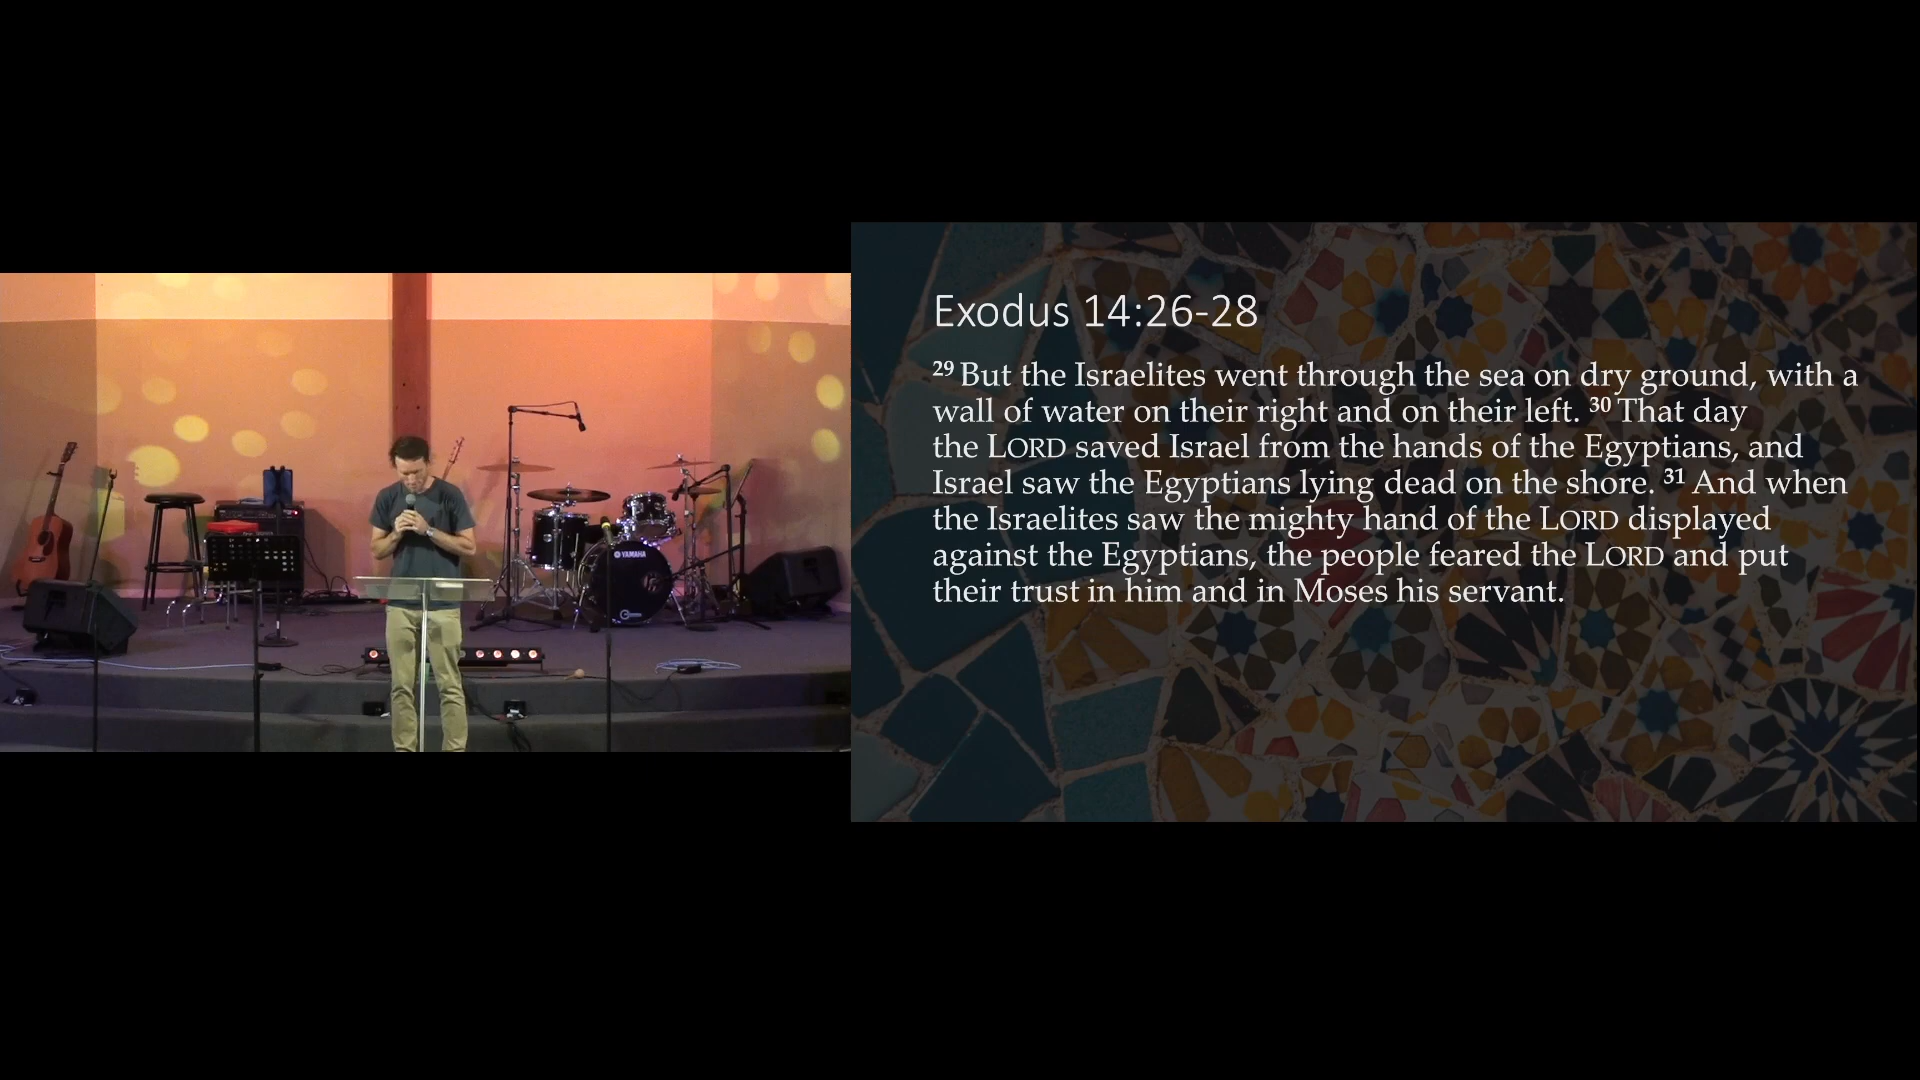 Exodus 14:26-28
29 But the Israelites went through the sea on dry ground, with a
wall of water on their right and on their left. 30 That day
the LORD saved Israel from the hands of the Egyptians, and
Israel saw the Egyptians lying dead on the shore. 31 And when
the Israelites saw the mighty hand of the LORD displayed
against the Egyptians, the people feared the LORD and put
their trust in him and in Moses his servant.
YAMAHA